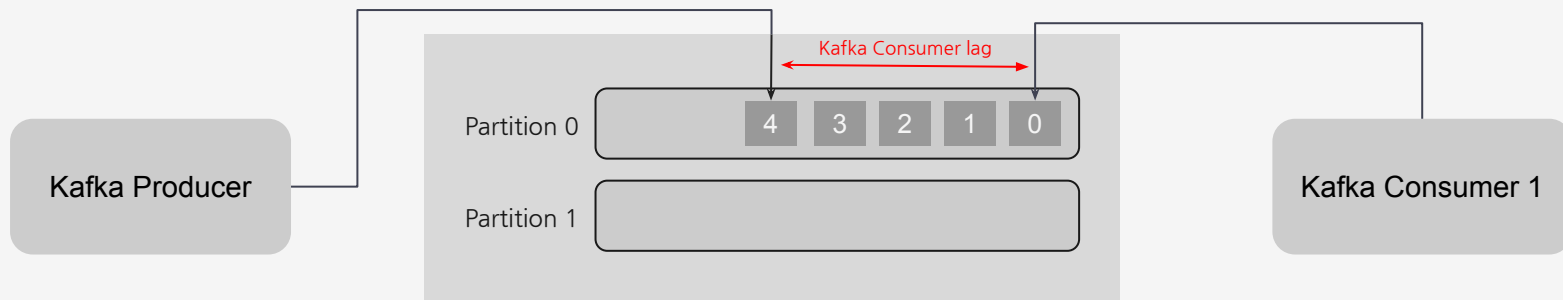 Kafka Consumer lag
Partition 0
4 3 2 1 0
Kafka Producer
Kafka Consumer 1
Partition 1